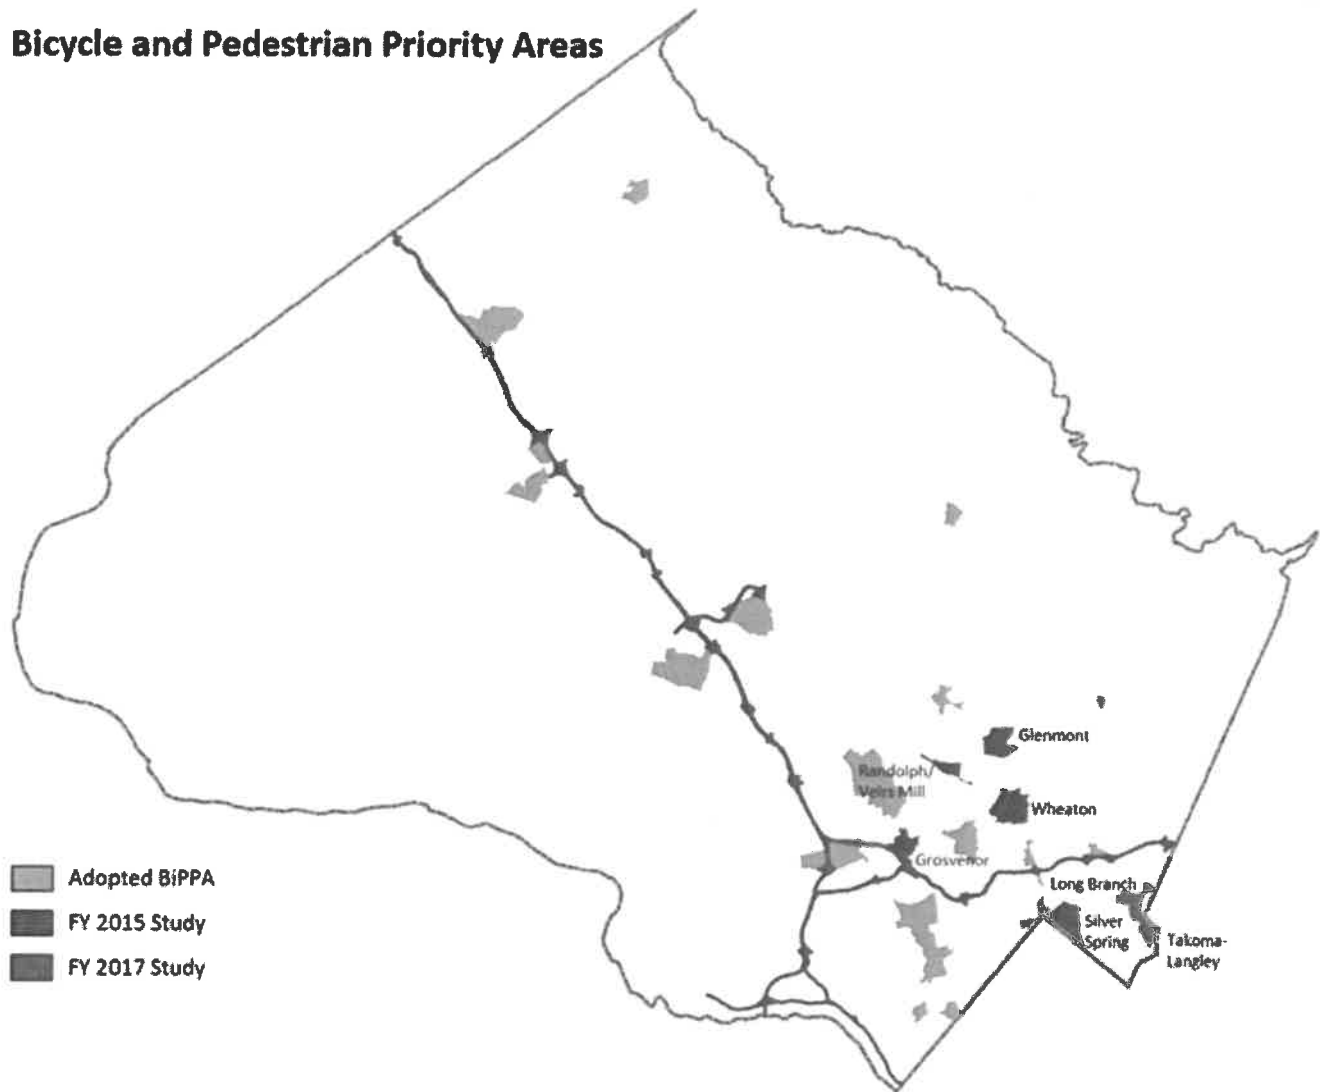 Bicycle and Pedestrian Priority Areas
Glenmont
Randolph/
Veirs Mill
Wheaton
Grosvenor
Long Branch
Silver
Spring
Takoma-
Langley
Adopted BiPPA
FY 2015 Study
FY 2017 Study